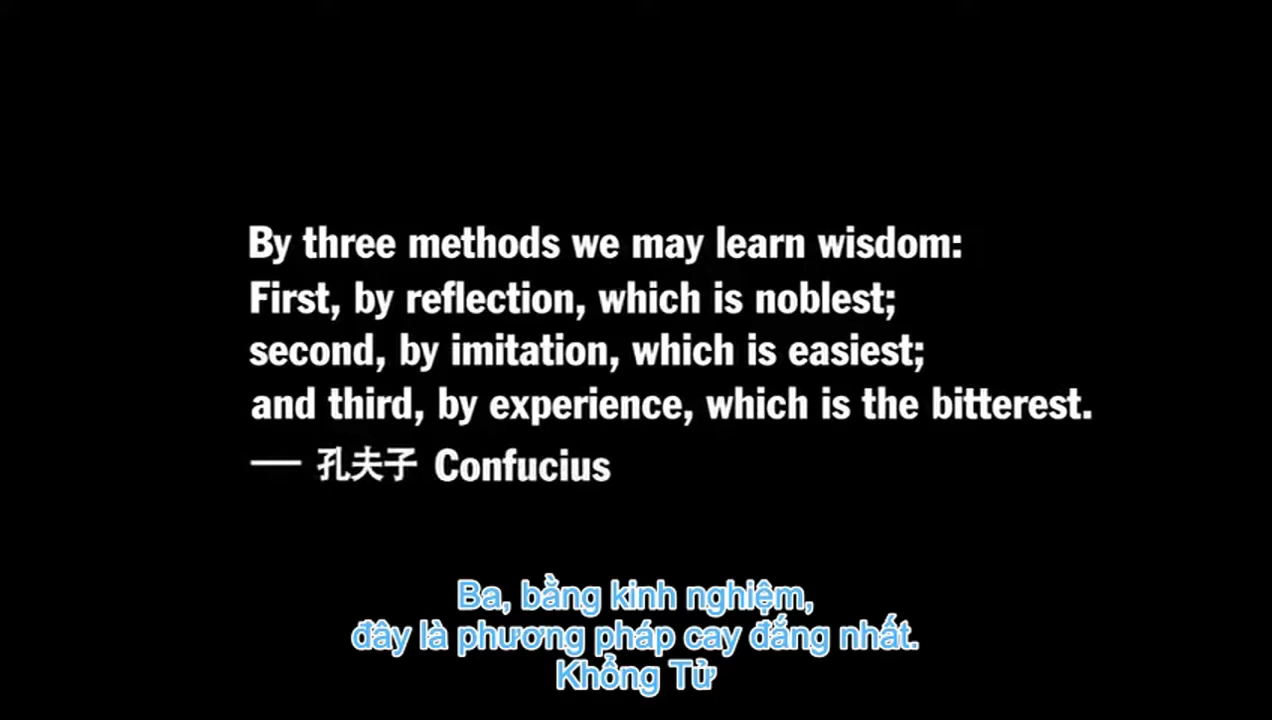 By three methods we may learn wisdom:
First, by reflection, which is noblest;
second, by imitation, which is easiest;
and third, by experience, which is the bitterest.
— 孔夫子 Confucius
Ba, bằng kinh nghiệm,
đây là phương pháp cay đắng nhất.
Khổng Tử